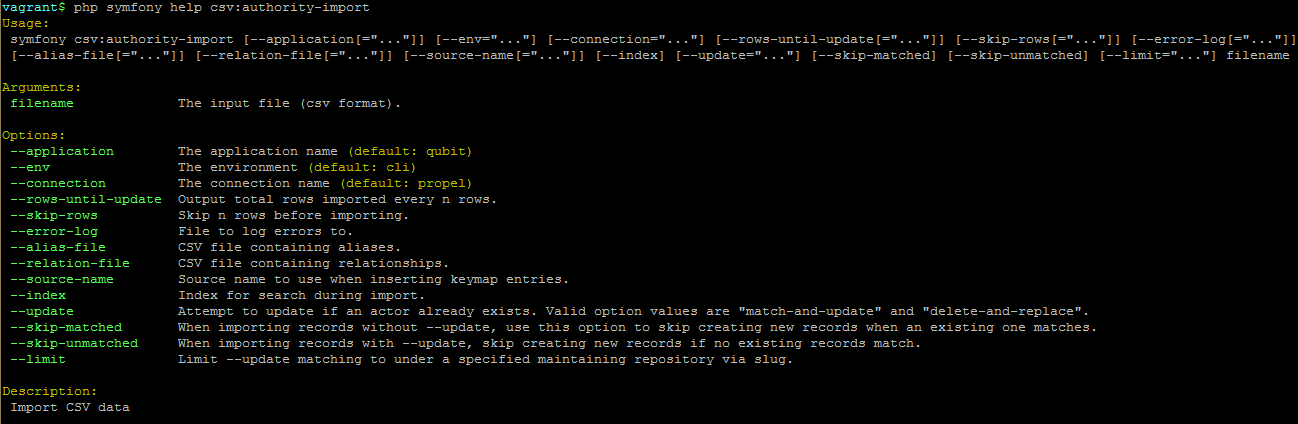 vagrant$ php symfony help csv:authority-import
Usage:
 symfony csv:authority-import [--application[="..."]] [--env="..."] [--connection="..."] [--rows-until-update[="..."]] [--skip-rows[="..."]] [--error-log[="..."]]
 [--alias-file[="..."]] [--relation-file[="..."]] [--source-name[="..."]] [--index] [--update="..."] [--skip-matched] [--skip-unmatched] [--limit="..."] filename
Arguments:
 filename             The input file (csv format).
Options:
 --application        The application name (default: qubit)
 --env                The environment (default: cli)
 --connection         The connection name (default: propel)
 --rows-until-update  Output total rows imported every n rows.
 --skip-rows          Skip n rows before importing.
 --error-log          File to log errors to.
 --alias-file         CSV file containing aliases.
 --relation-file      CSV file containing relationships.
 --source-name        Source name to use when inserting keymap entries.
 --index              Index for search during import.
 --update             Attempt to update if an actor already exists. Valid option values are "match-and-update" and "delete-and-replace".
 --skip-matched       When importing records without --update, use this option to skip creating new records when an existing one matches.
 --skip-unmatched     When importing records with --update, skip creating new records if no existing records match.
 --limit              Limit --update matching to under a specified maintaining repository via slug.
Description:
 Import CSV data